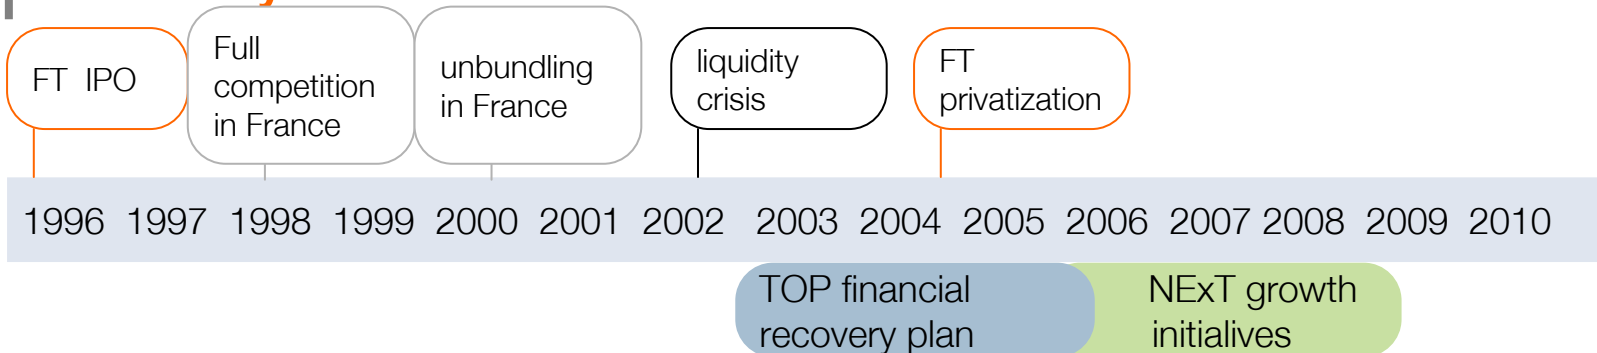 FT IPO
Full
competition
in France
unbundling
in France
liquidity
crisis
FT
privatization
1996 1997 1998 1999 2000 2001 2002 2003 2004 2005 2006 2007 2008 2009 2010
TOP financial
recovery plan
NExT growth
initialives